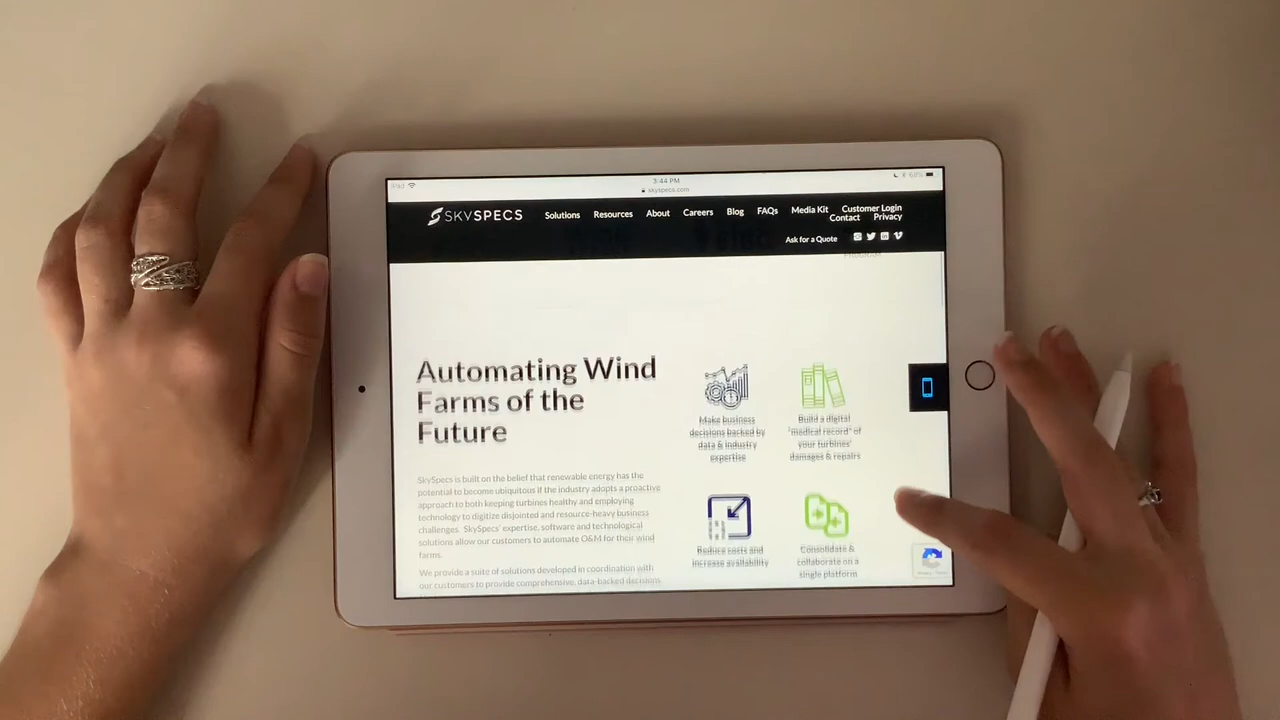 iPad
3:44 PM
68%
skyspecs.com
SKYSPECS
Solutions
Resources
About
Careers
Blog
FAQs
Media Kit
Customer Login
Contact
Privacy
Ask for a Quote
PROGRAM
Automating Wind
Farms of the
Future
SkySpecs is built on the belief that renewable energy has the
potential to become ubiquitous if the industry adopts a proactive
approach to both keeping turbines healthy and employing
technology to digitize disjointed and resource-heavy business
challenges. SkySpecs' expertise, software and technological
solutions allow our customers to automate O&M for their wind
farms.
We provide a suite of solutions developed in coordination with
our customers to provide comprehensive, data-backed decisions
Make business
decisions backed by
data & industry
expertise
Build a digital
"medical record" of
your turbines'
damages & repairs
Reduce costs and
increase availability
Consolidate &
collaborate on a
single platform